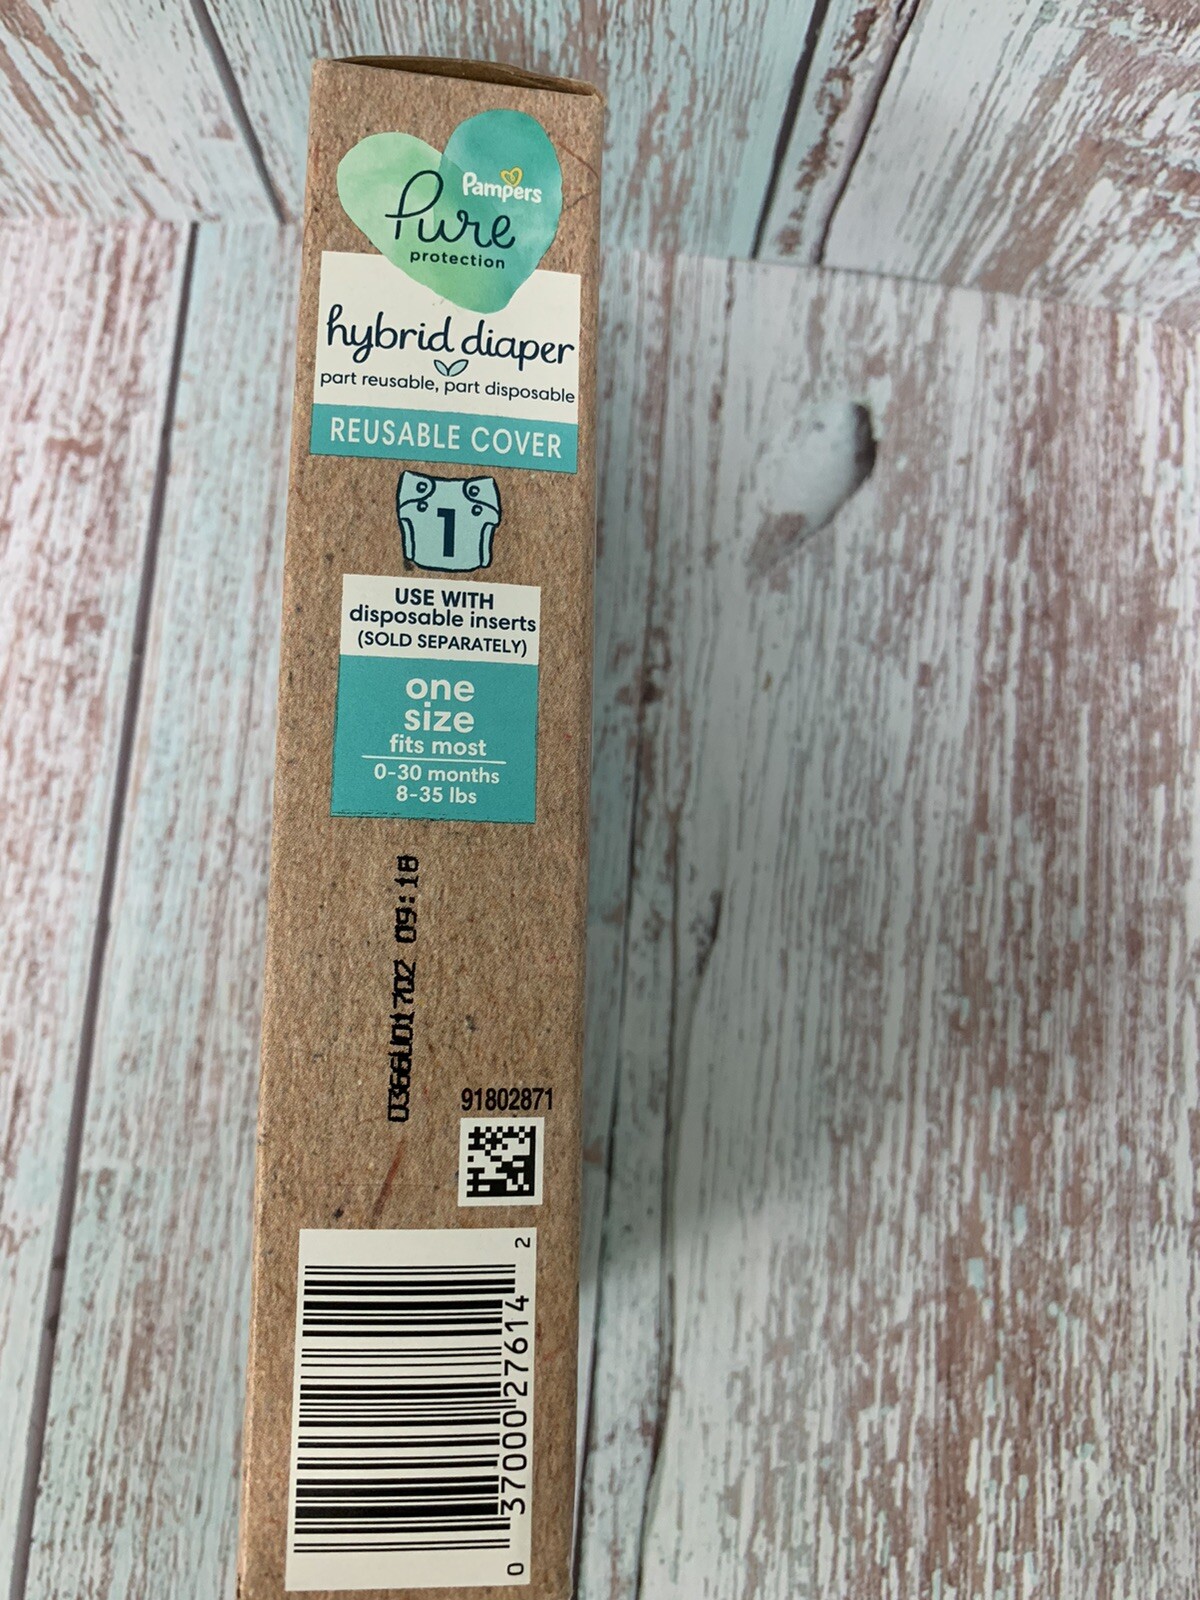 Pampers
Pure
protection
hybrid diaper
part reusable, part disposable
REUSABLE COVER
1
USE WITH
disposable inserts
(SOLD SEPARATELY)
one
size
fits most
0-30 months
8-35 lbs
09:18
91802871
0 37000 27614 2